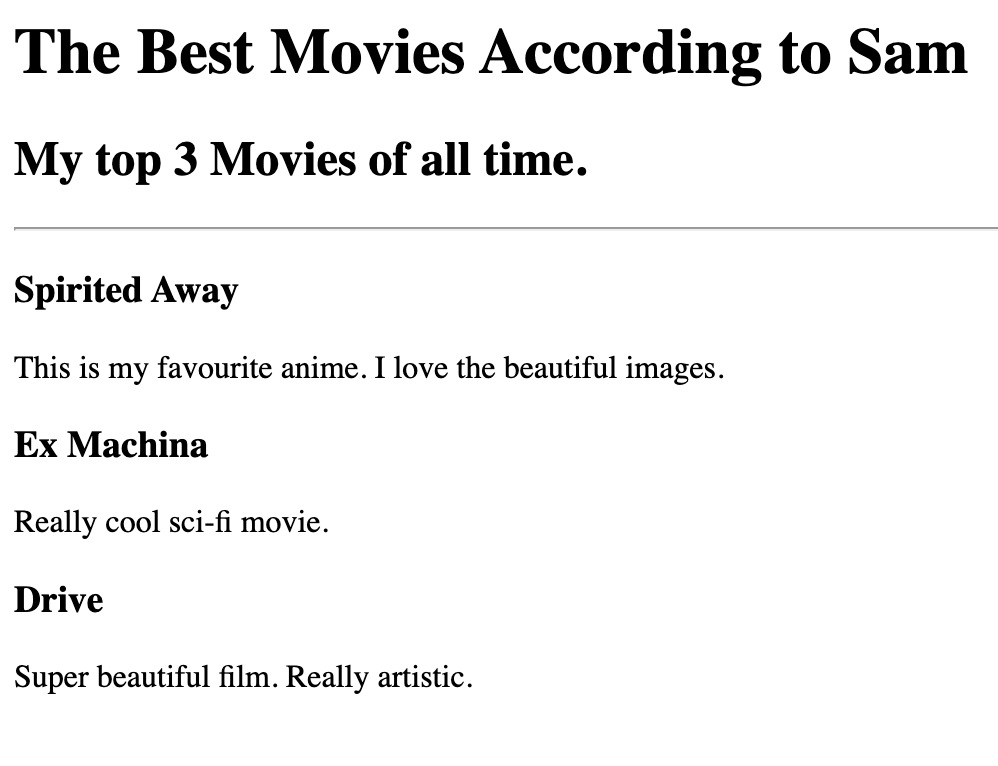 The Best Movies According to Sam
My top 3 Movies of all time.
Spirited Away
This is my favourite anime. I love the beautiful images.
Ex Machina
Really cool sci-fi movie.
Drive
Super beautiful film. Really artistic.